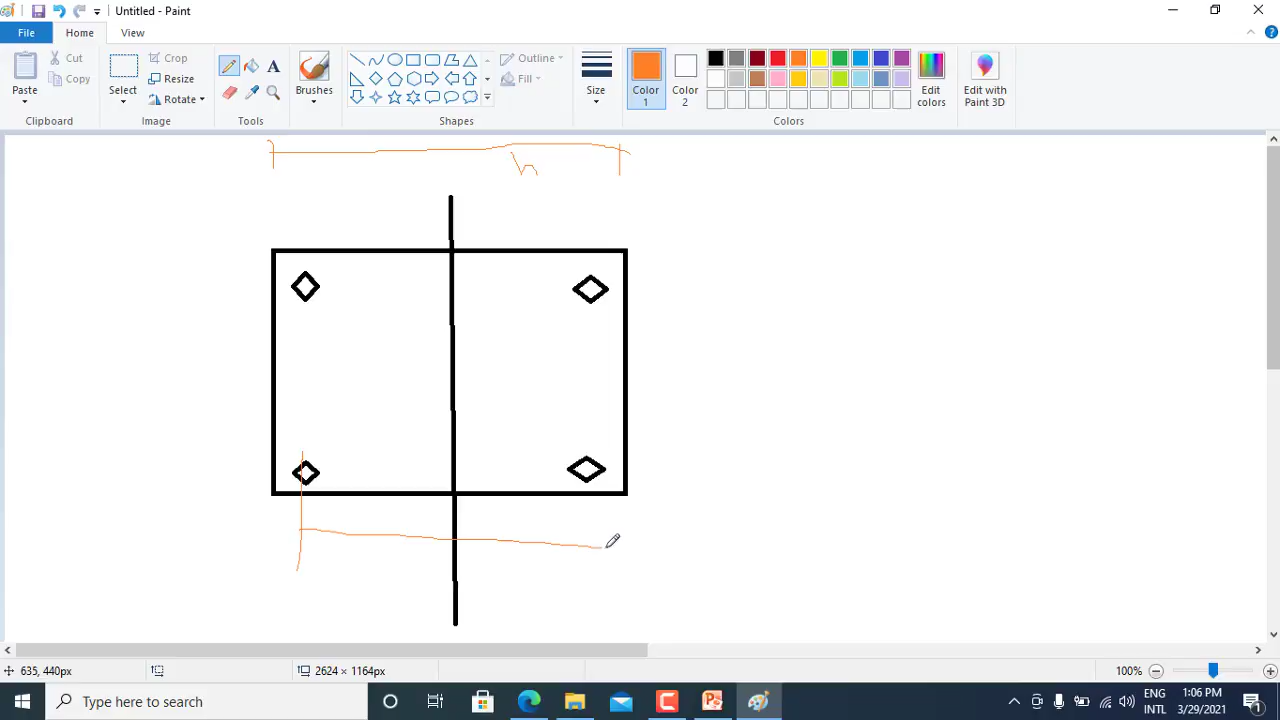 Untitled - Paint
File Home View
Paste
Cut
Copy
Clipboard
Select
Crop
Resize
Rotate
Image
Tools
Brushes
Shapes
Outline
Fill
Size
Color 1
Color 2
Colors
Edit colors
Edit with Paint 3D
635, 440px
2624 × 1164px
100%
Type here to search
ENG
INTL
1:06 PM
3/29/2021
1